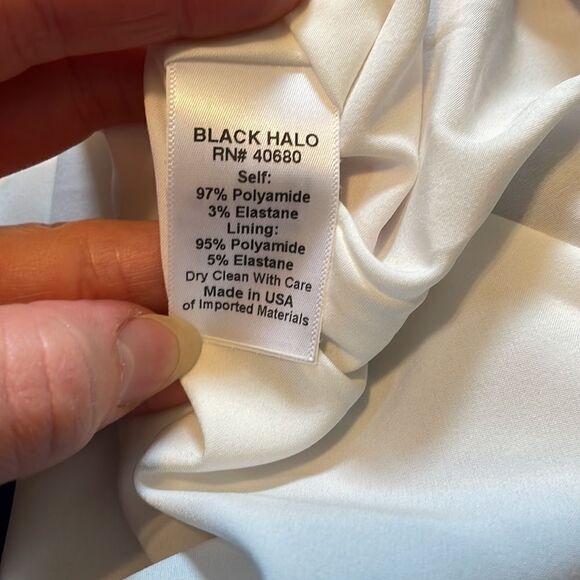 BLACK HALO
RN# 40680
Self:
97% Polyamide
3% Elastane
Lining:
95% Polyamide
5% Elastane
Dry Clean With Care
Made in USA
of Imported Materials